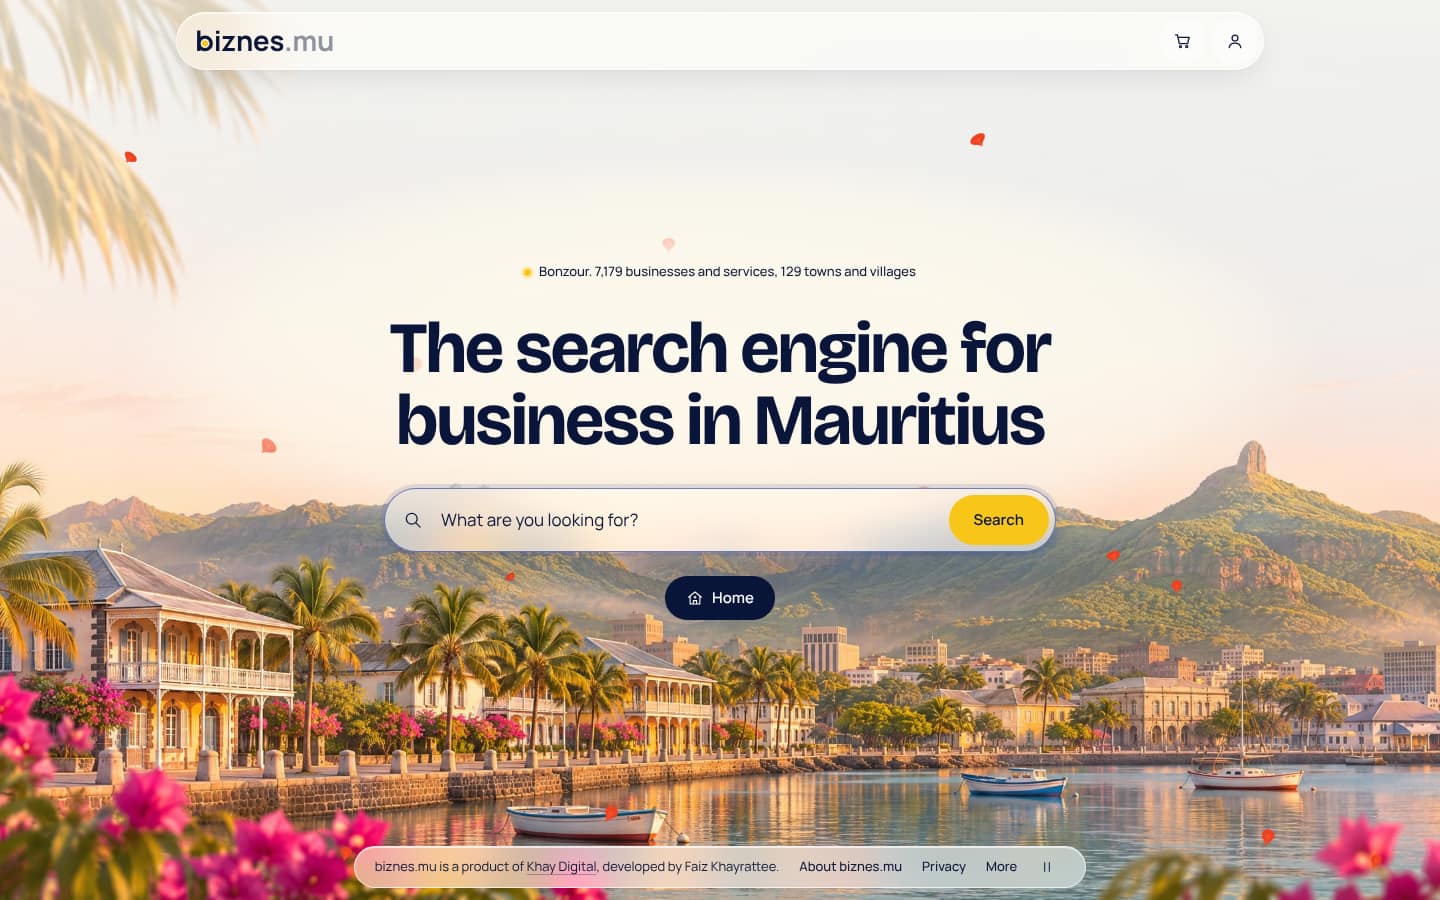 biznes.mu
Bonzour. 7,179 businesses and services, 129 towns and villages
The search engine for
business in Mauritius
What are you looking for?
Search
Home
biznes.mu is a product of Khay Digital, developed by Faiz Khayrattee.
About biznes.mu
Privacy
More